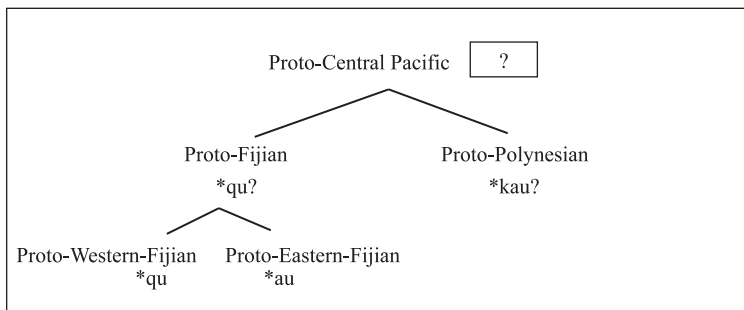 Proto-Central Pacific ?
Proto-Fijian Proto-Polynesian
*qu? *kau?
Proto-Western-Fijian Proto-Eastern-Fijian
*qu *au